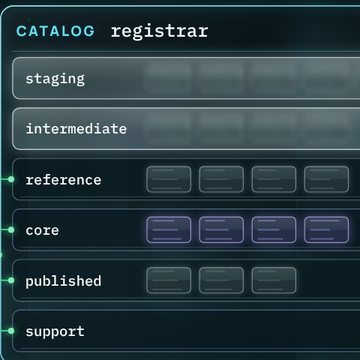 CATALOG registrar
staging
intermediate
reference
core
published
support